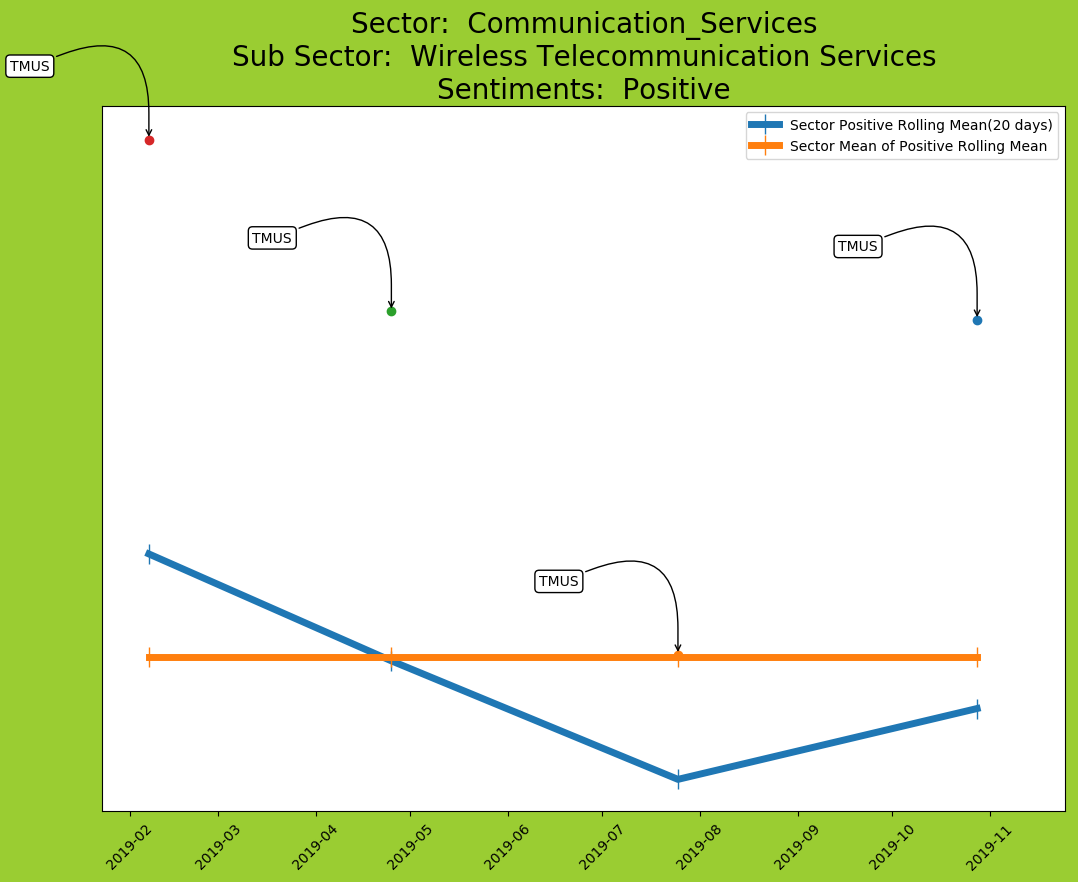 Sector:  Communication_Services
Sub Sector:  Wireless Telecommunication Services
Sentiments:  Positive
TMUS
Sector Positive Rolling Mean(20 days)
Sector Mean of Positive Rolling Mean
TMUS
TMUS
TMUS
2019-02
2019-03
2019-04
2019-05
2019-06
2019-07
2019-08
2019-09
2019-10
2019-11